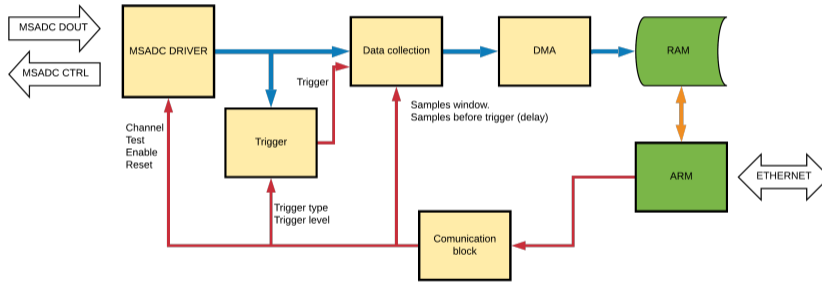 MSADC DOUT
MSADC CTRL
MSADC DRIVER
Data collection
DMA
RAM
Trigger
Samples window.
Samples before trigger (delay)
Channel
Test
Enable
Reset
Trigger
Trigger type
Trigger level
ARM
ETHERNET
Comunication
block